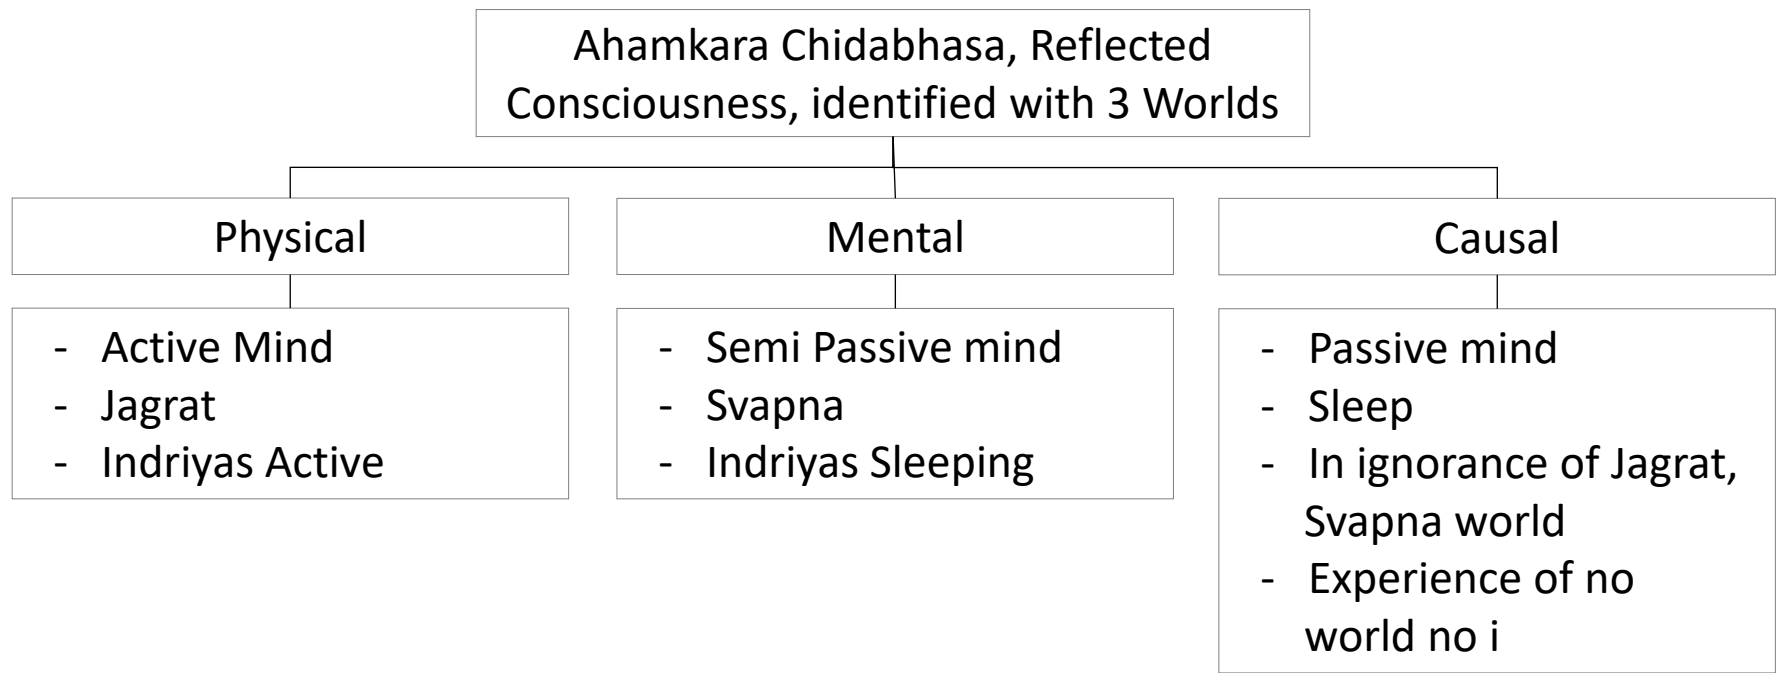 Ahamkara Chidabhasa, Reflected
Consciousness, identified with 3 Worlds
Physical
Mental
Causal
- Active Mind
- Jagrat
- Indriyas Active
- Semi Passive mind
- Svapna
- Indriyas Sleeping
- Passive mind
- Sleep
- In ignorance of Jagrat,
Svapna world
- Experience of no
world no i